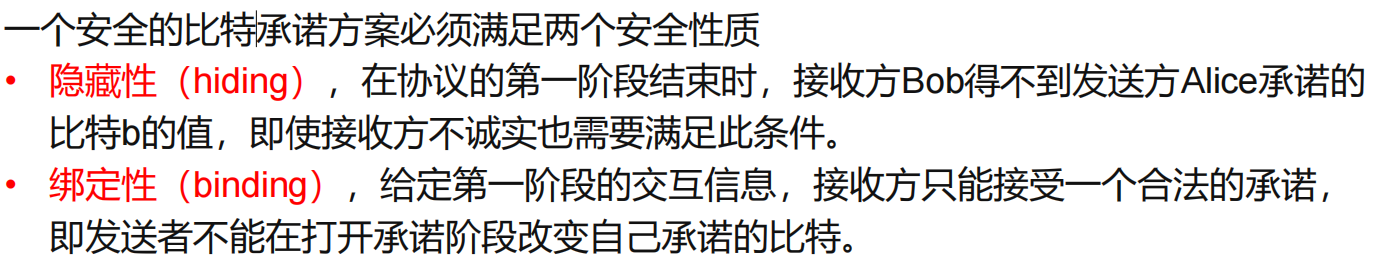 一个安全的比特承诺方案必须满足两个安全性质
• 隐藏性（hiding），在协议的第一阶段结束时，接收方Bob得不到发送方Alice承诺的
比特b的值，即使接收方不诚实也需要满足此条件。
• 绑定性（binding），给定第一阶段的交互信息，接收方只能接受一个合法的承诺，
即发送者不能在打开承诺阶段改变自己承诺的比特。